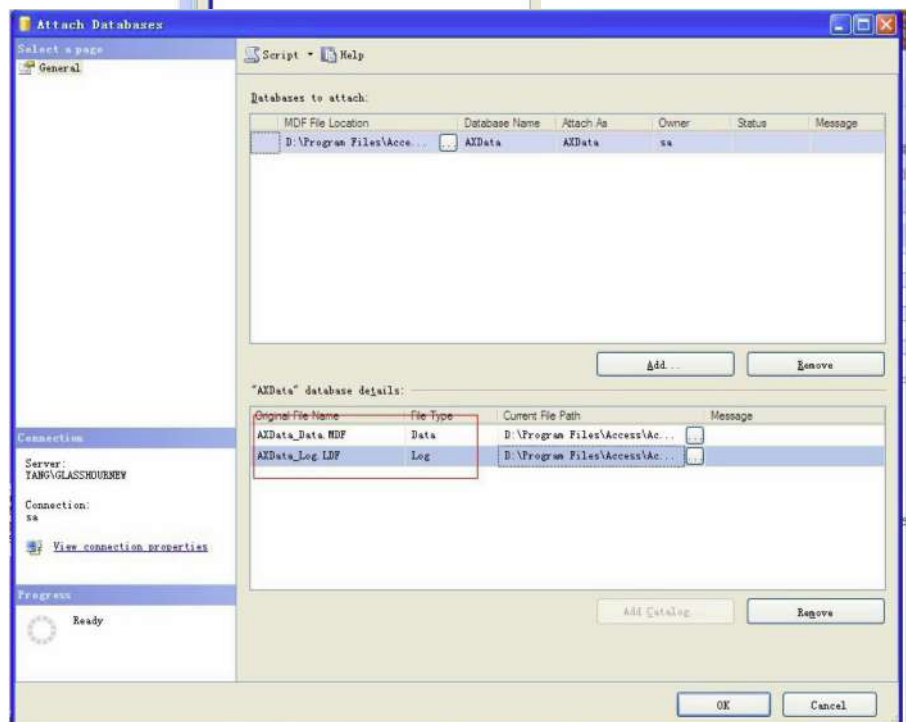 Attach Databases
Select a page
General
Script Help
Databases to attach:
MDF File Location Database Name Attach As Owner Status Message
D:\Program Files\Acce... ... AXData AXData sa
Add... Remove
"AXData" database details:
Original File Name File Type Current File Path Message
AXData_Data.MDF Data D:\Program Files\Access\Ac... ...
AXData_Log.LDF Log D:\Program Files\Access\Ac... ...
Connection
Server:
TANG\GLASSHOURNEW
Connection:
sa
View connection properties
Progress
Ready
Add Catalog... Remove
OK Cancel